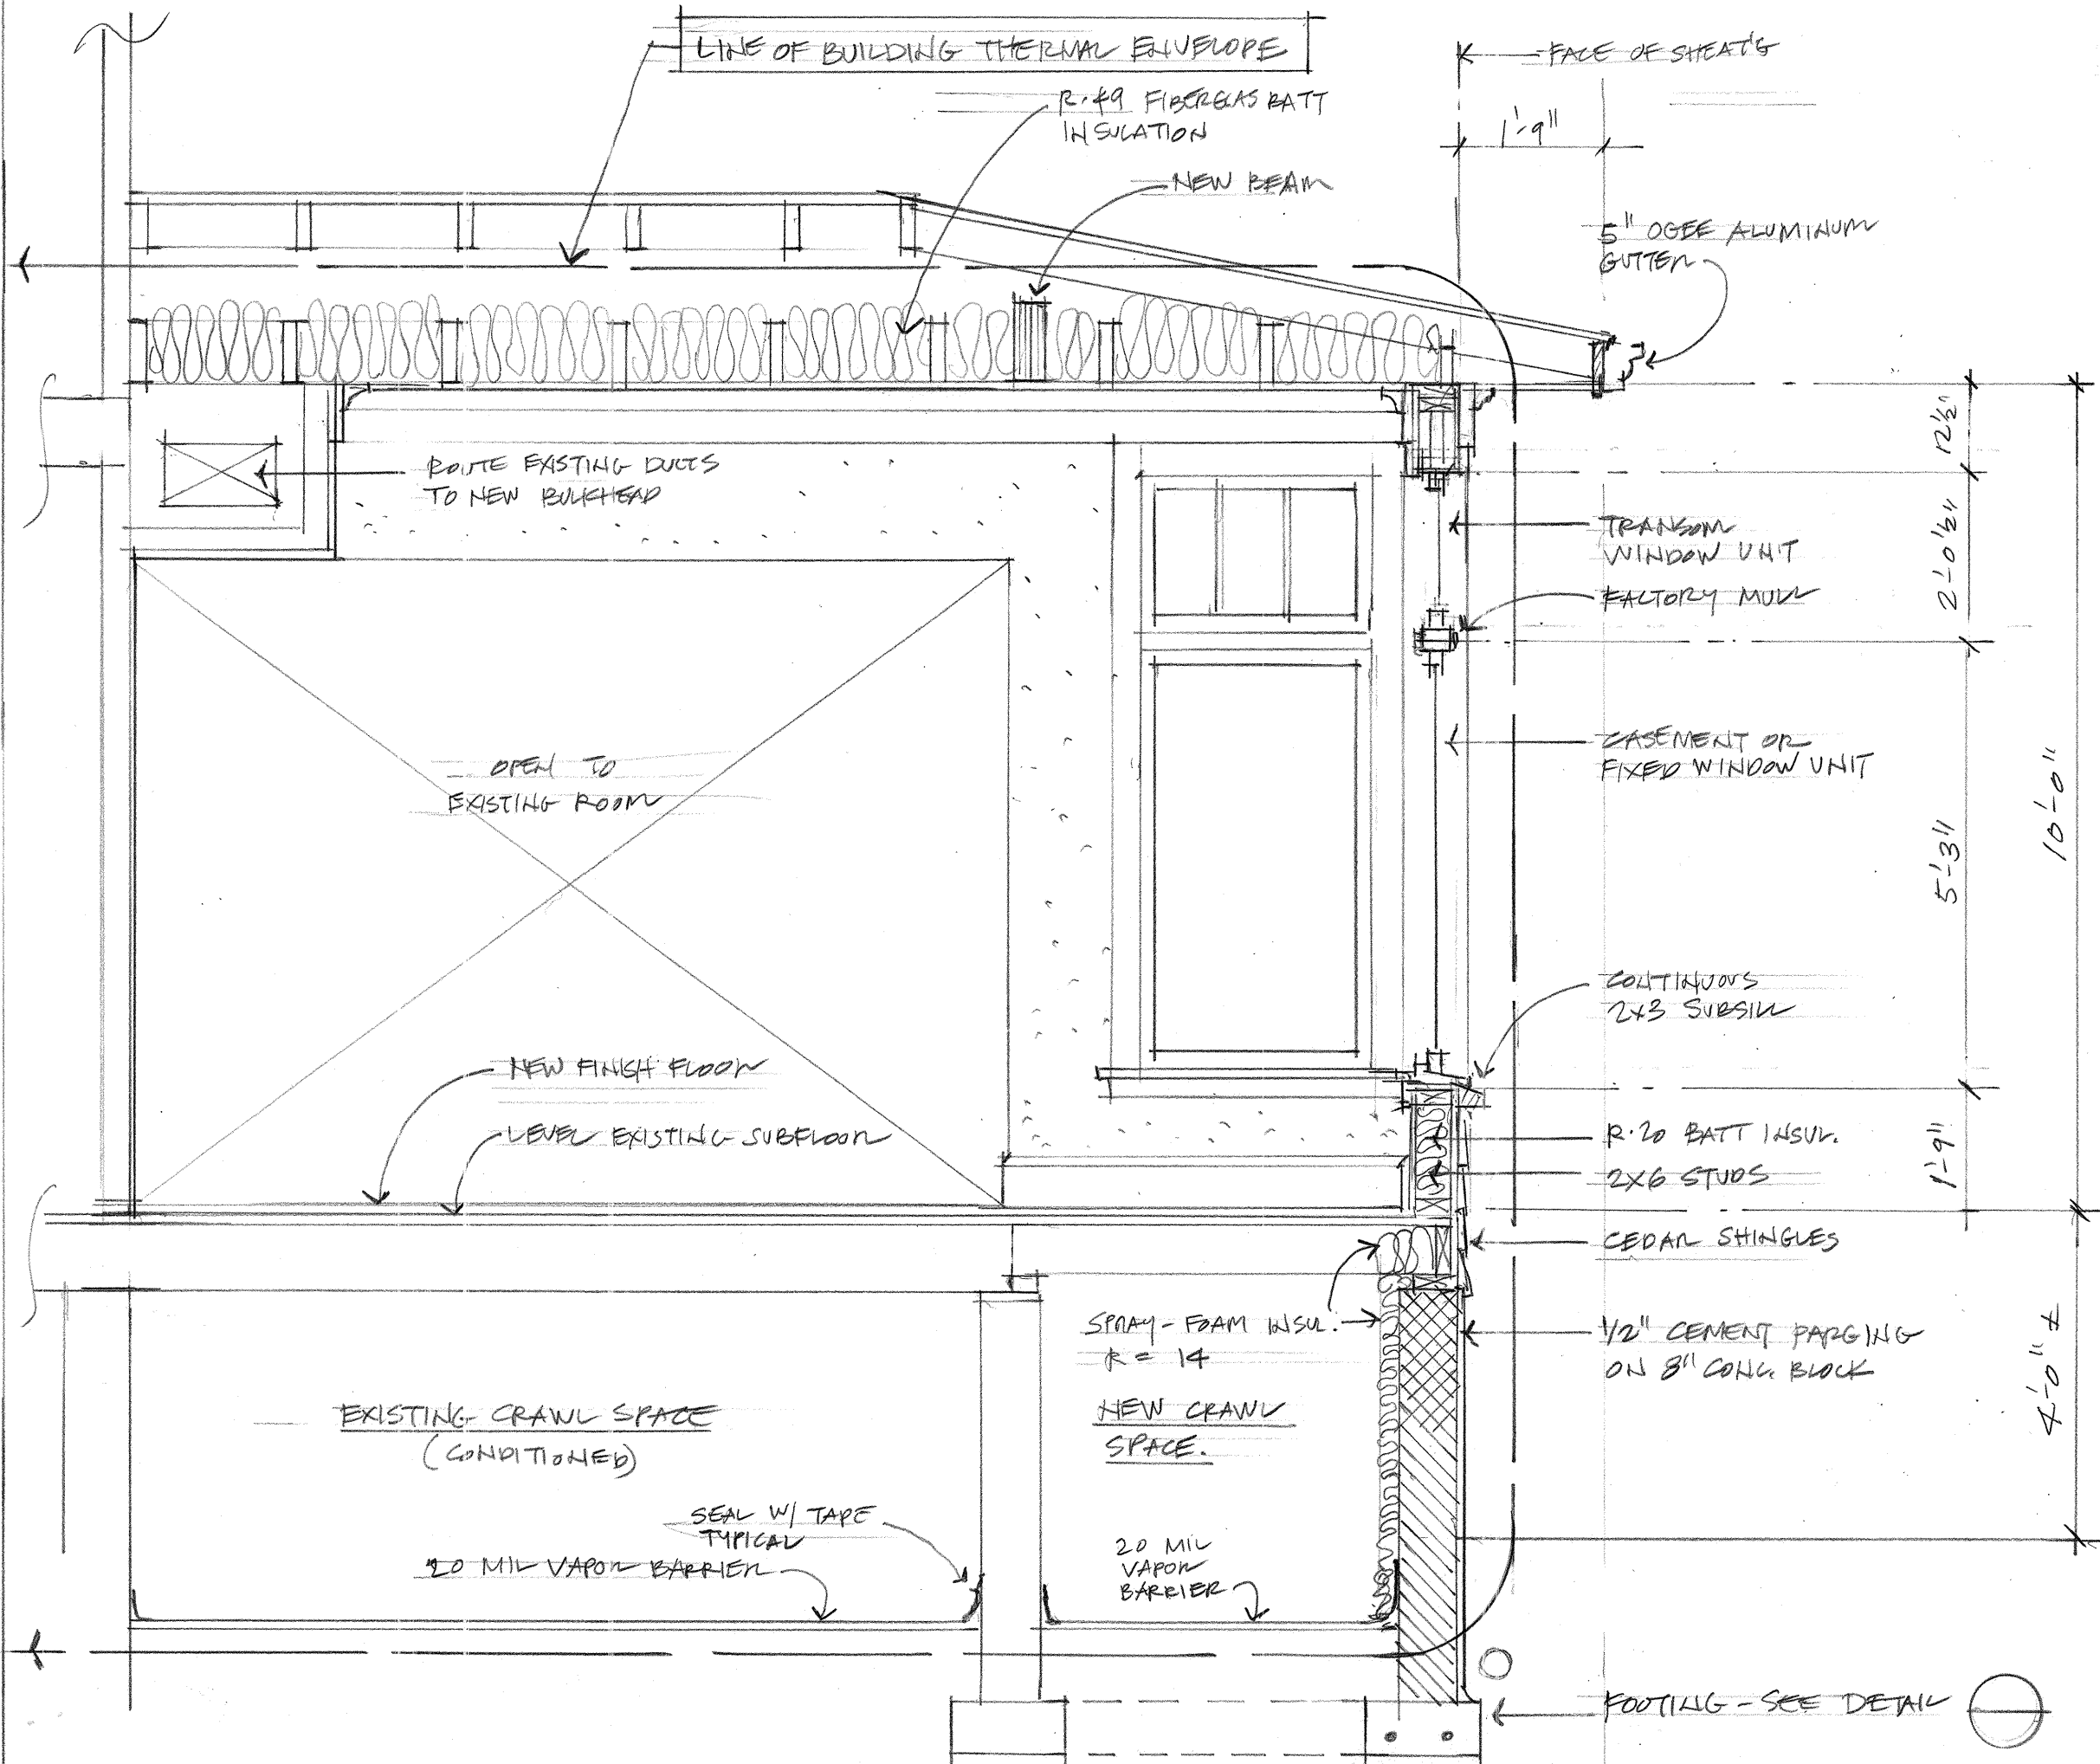 LINE OF BUILDING THERMAL ENVELOPE
FACE OF SHEAT'G
R.49 FIBERGLAS BATT
INSULATION
1'-9"
NEW BEAM
5" OGEE ALUMINUM
GUTTER
ROUTE EXISTING DUCTS
TO NEW BULKHEAD
12½"
TRANSOM
WINDOW UNIT
2'-0½"
FACTORY MULL
CASEMENT OR
FIXED WINDOW UNIT
OPEN TO
EXISTING ROOM
10'-0"
5'-3"
CONTINUOUS
2x3 SUBSILL
NEW FINISH FLOOR
LEVEL EXISTING SUBFLOOR
R.20 BATT INSUL.
2x6 STUDS
1'-9"
CEDAR SHINGLES
SPRAY-FOAM INSUL.
R = 14
1/2" CEMENT PARGING
ON 8" CONC. BLOCK
4'-0" ±
EXISTING CRAWL SPACE
(CONDITIONED)
NEW CRAWL
SPACE.
SEAL W/ TAPE
TYPICAL
20 MIL VAPOR BARRIER
20 MIL
VAPOR
BARRIER
FOOTING - SEE DETAIL